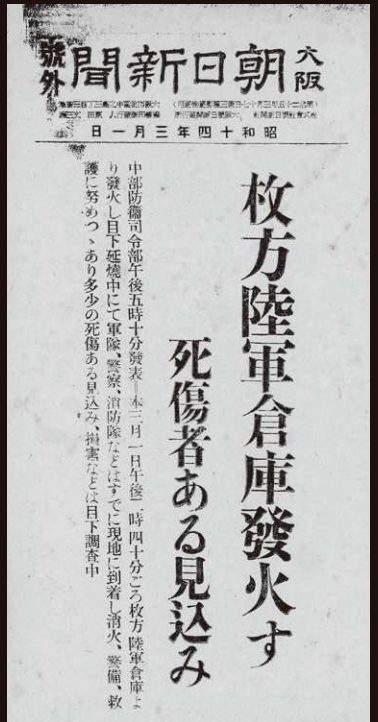 大阪朝日新聞
號外
昭和十四年三月一日
枚方陸軍倉庫發火す
死傷者ある見込み
中部防衞司令部午後五時十分發表＝本三月一日午後二時四十分ごろ枚方陸軍倉庫よ
り發火し目下延燒中にて軍隊、警察、消防隊などはすでに現地に到着し消火、警備、救
護に努めつゝあり多少の死傷ある見込み、損害などは目下調査中